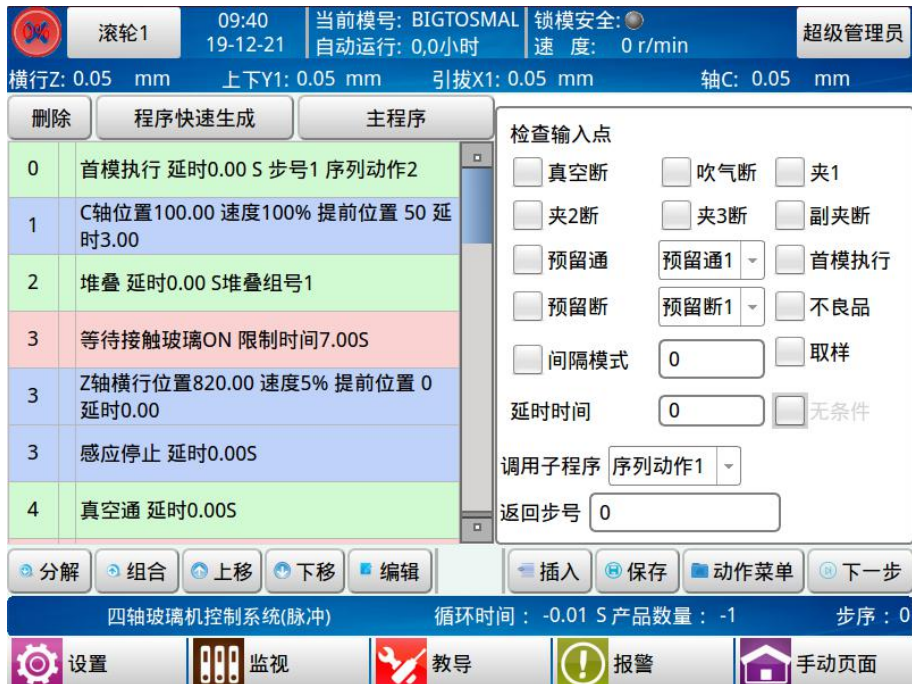 0%
滚轮1
09:40
19-12-21
当前模号: BIGTOSMAL
自动运行: 0,0小时
锁模安全:
速 度: 0 r/min
超级管理员
横行Z: 0.05 mm 上下Y1: 0.05 mm 引拔X1: 0.05 mm 轴C: 0.05 mm
删除 程序快速生成 主程序
0 首模执行 延时0.00 S 步号1 序列动作2
1 C轴位置100.00 速度100% 提前位置 50 延
时3.00
2 堆叠 延时0.00 S堆叠组号1
3 等待接触玻璃ON 限制时间7.00S
3 Z轴横行位置820.00 速度5% 提前位置 0
延时0.00
3 感应停止 延时0.00S
4 真空通 延时0.00S
检查输入点
真空断 吹气断 夹1
夹2断 夹3断 副夹断
预留通 预留通1 首模执行
预留断 预留断1 不良品
间隔模式 0 取样
延时时间 0 无条件
调用子程序 序列动作1
返回步号 0
分解 组合 上移 下移 编辑 插入 保存 动作菜单 下一步
四轴玻璃机控制系统(脉冲) 循环时间： -0.01 S 产品数量： -1 步序：0
设置 监视 教导 报警 手动页面